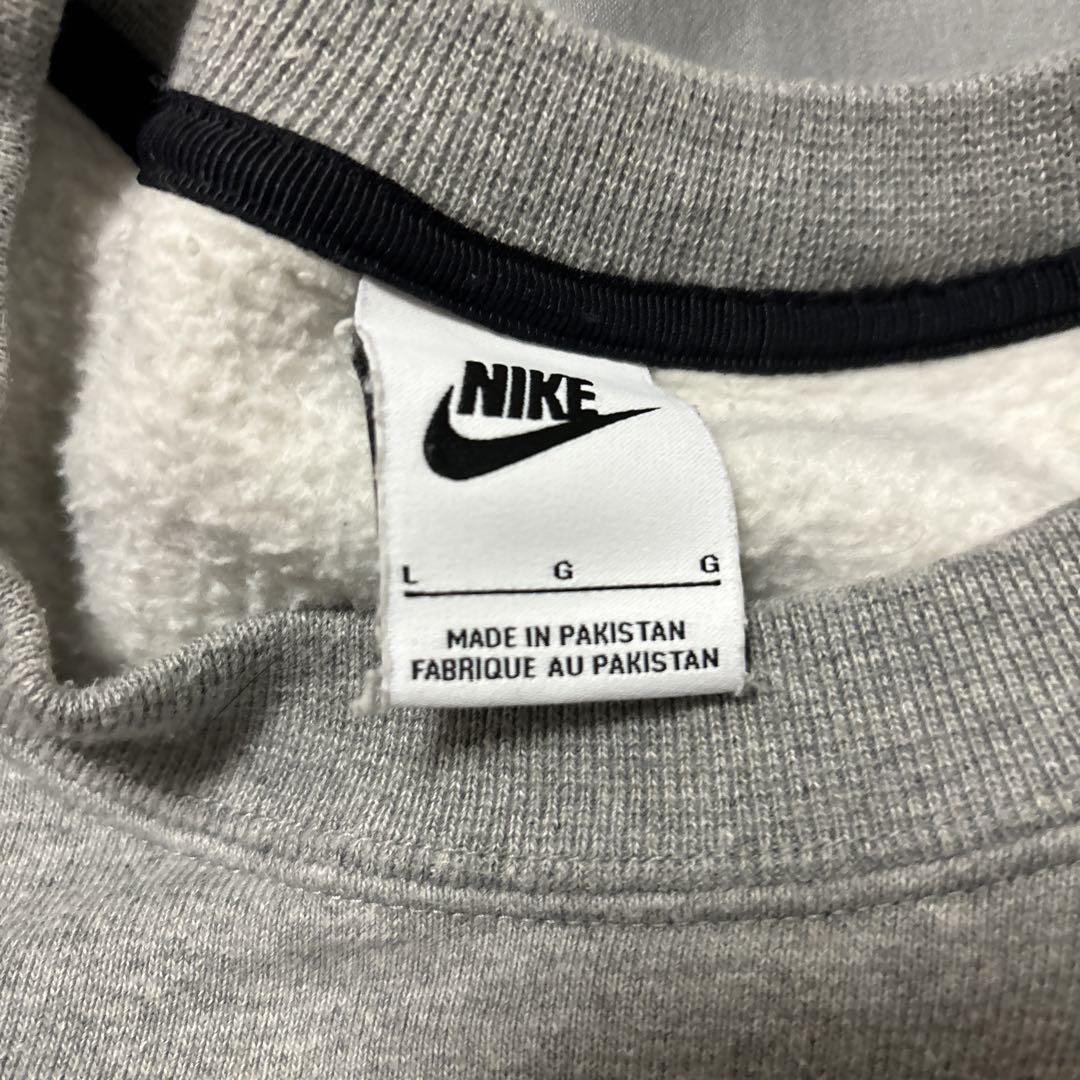 NIKE
L G G
MADE IN PAKISTAN
FABRIQUE AU PAKISTAN